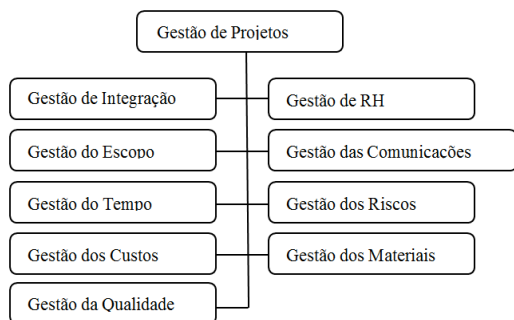 Gestão de Projetos
Gestão de Integração
Gestão de RH
Gestão do Escopo
Gestão das Comunicações
Gestão do Tempo
Gestão dos Riscos
Gestão dos Custos
Gestão dos Materiais
Gestão da Qualidade